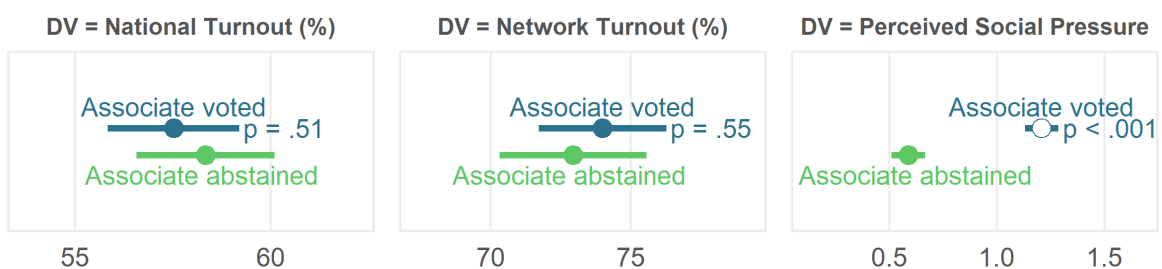 DV = National Turnout (%)
Associate voted
p = .51
Associate abstained
55 60
DV = Network Turnout (%)
Associate voted
p = .55
Associate abstained
70 75
DV = Perceived Social Pressure
Associate voted
p < .001
Associate abstained
0.5 1.0 1.5